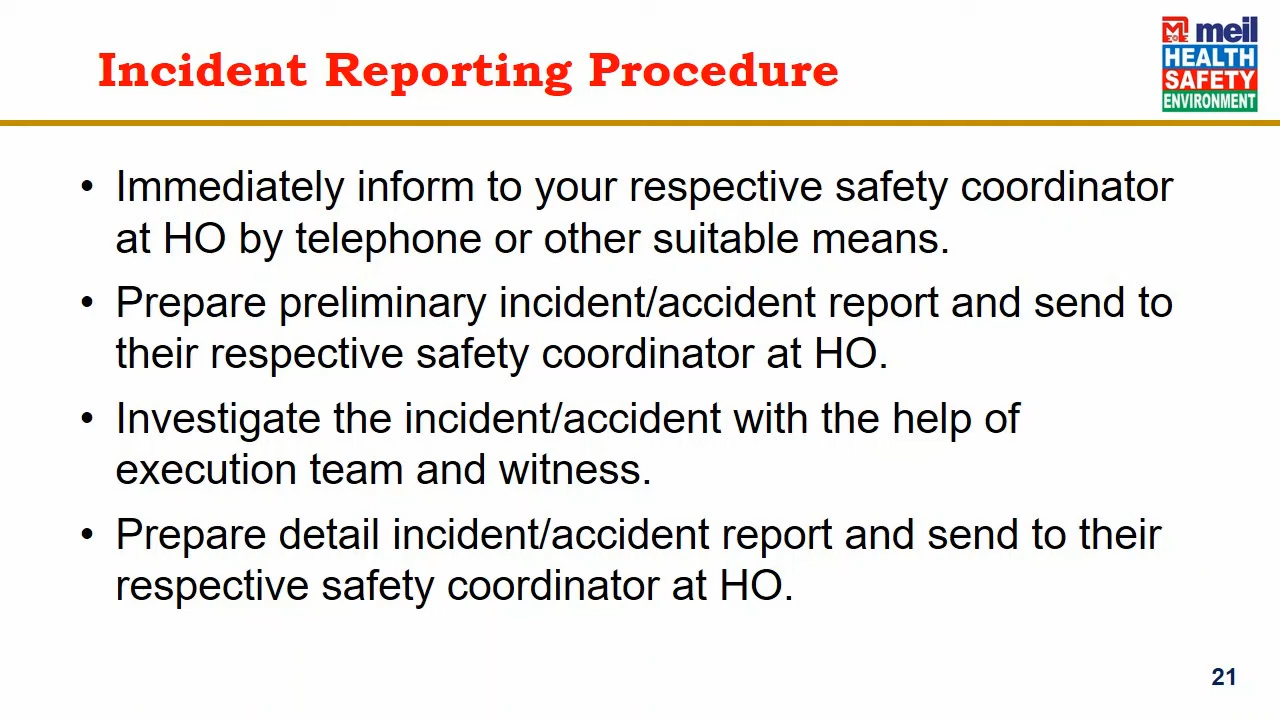 Incident Reporting Procedure
meil
HEALTH
SAFETY
ENVIRONMENT
• Immediately inform to your respective safety coordinator
at HO by telephone or other suitable means.
• Prepare preliminary incident/accident report and send to
their respective safety coordinator at HO.
• Investigate the incident/accident with the help of
execution team and witness.
• Prepare detail incident/accident report and send to their
respective safety coordinator at HO.
21